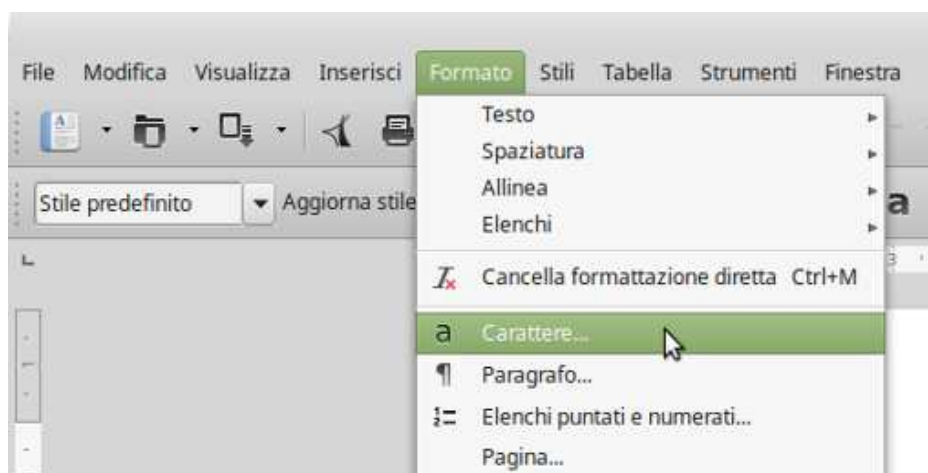 File Modifica Visualizza Inserisci Formato Stili Tabella Strumenti Finestra
Testo
Spaziatura
Stile predefinito Aggiorna stile Allinea a
Elenchi
Cancella formattazione diretta Ctrl+M
3
a Carattere...
Paragrafo...
Elenchi puntati e numerati...
Pagina...